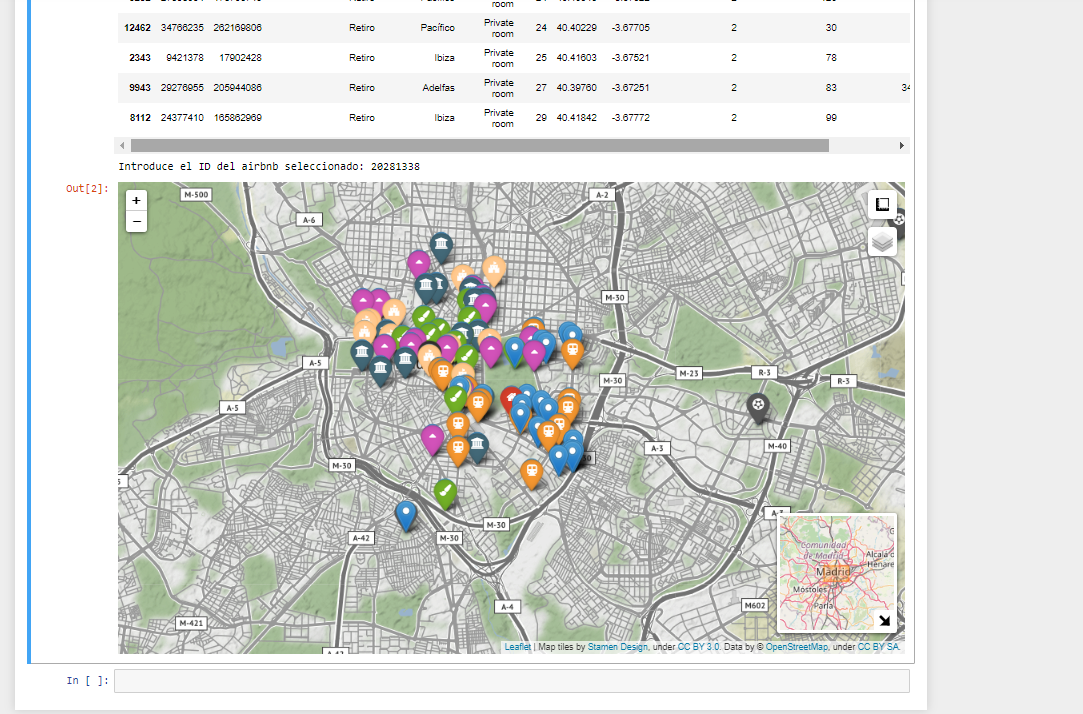 room
12462 34766235 262169806 Retiro Pacífico Private room 24 40.40229 -3.67705 2 30
2343 9421378 17902428 Retiro Ibiza Private room 25 40.41603 -3.67521 2 78
9943 29276955 205944086 Retiro Adelfas Private room 27 40.39760 -3.67251 2 83 34
8112 24377410 165862969 Retiro Ibiza Private room 29 40.41842 -3.67772 2 99
Introduce el ID del airbnb seleccionado: 20281338
Out[2]:
+
−
M-500
A-2
A-6
M-30
A-5
M-23
R-3
M-30
R-3
A-5
A-3
M-40
M-30
M-30
A-42
M-30
Comunidad
de Madrid
Alcalá d
Henare
Madrid
Móstoles
Parla
A-4
M602
M-421
Leaflet | Map tiles by Stamen Design, under CC BY 3.0. Data by © OpenStreetMap, under CC BY SA.
In [ ]: